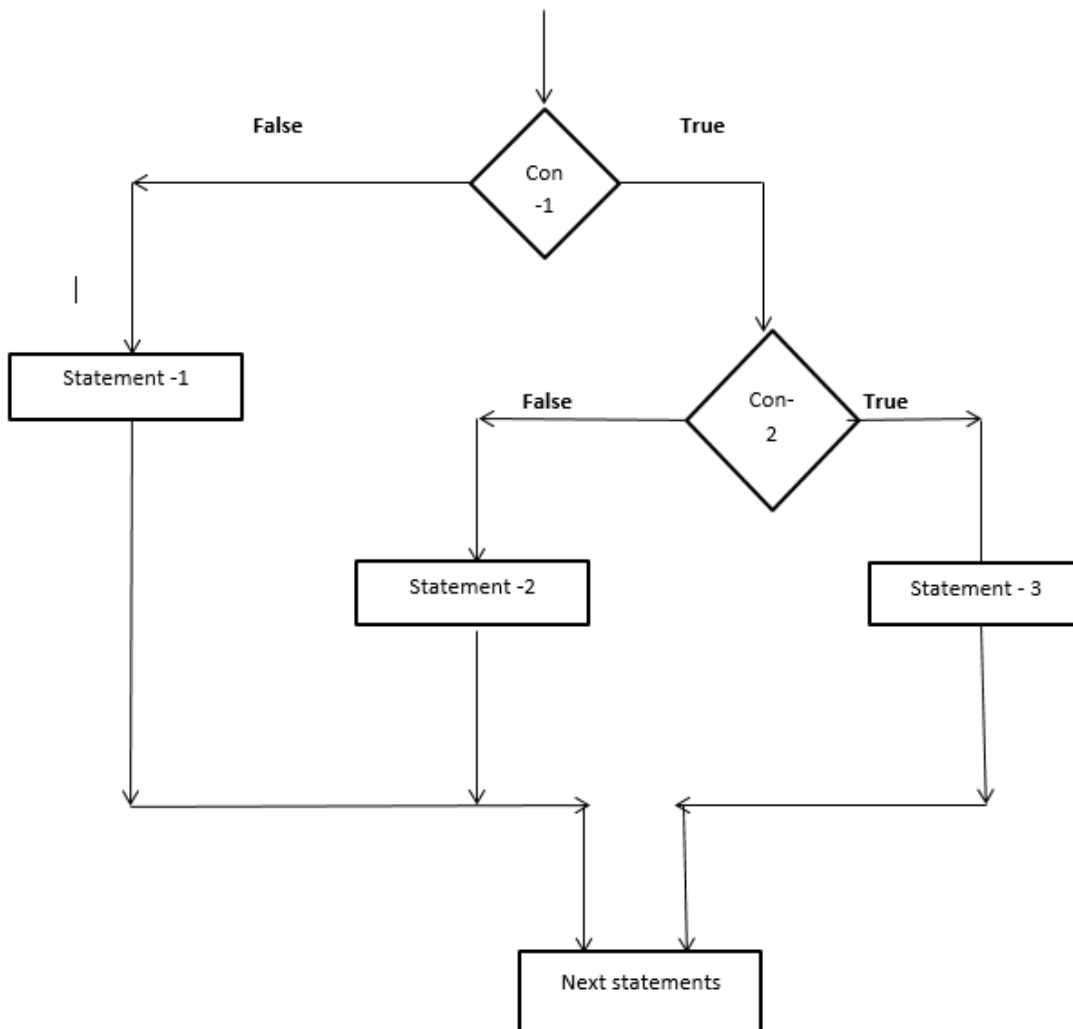 False
True
Con
-1
Statement -1
False
Con-
2
True
Statement -2
Statement - 3
Next statements